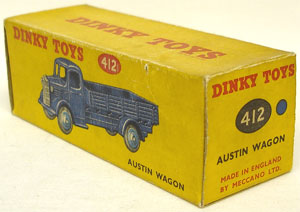 DINKY TOYS
412
AUSTIN WAGON
DINKY TOYS
412
AUSTIN WAGON
MADE IN ENGLAND
BY MECCANO LTD.